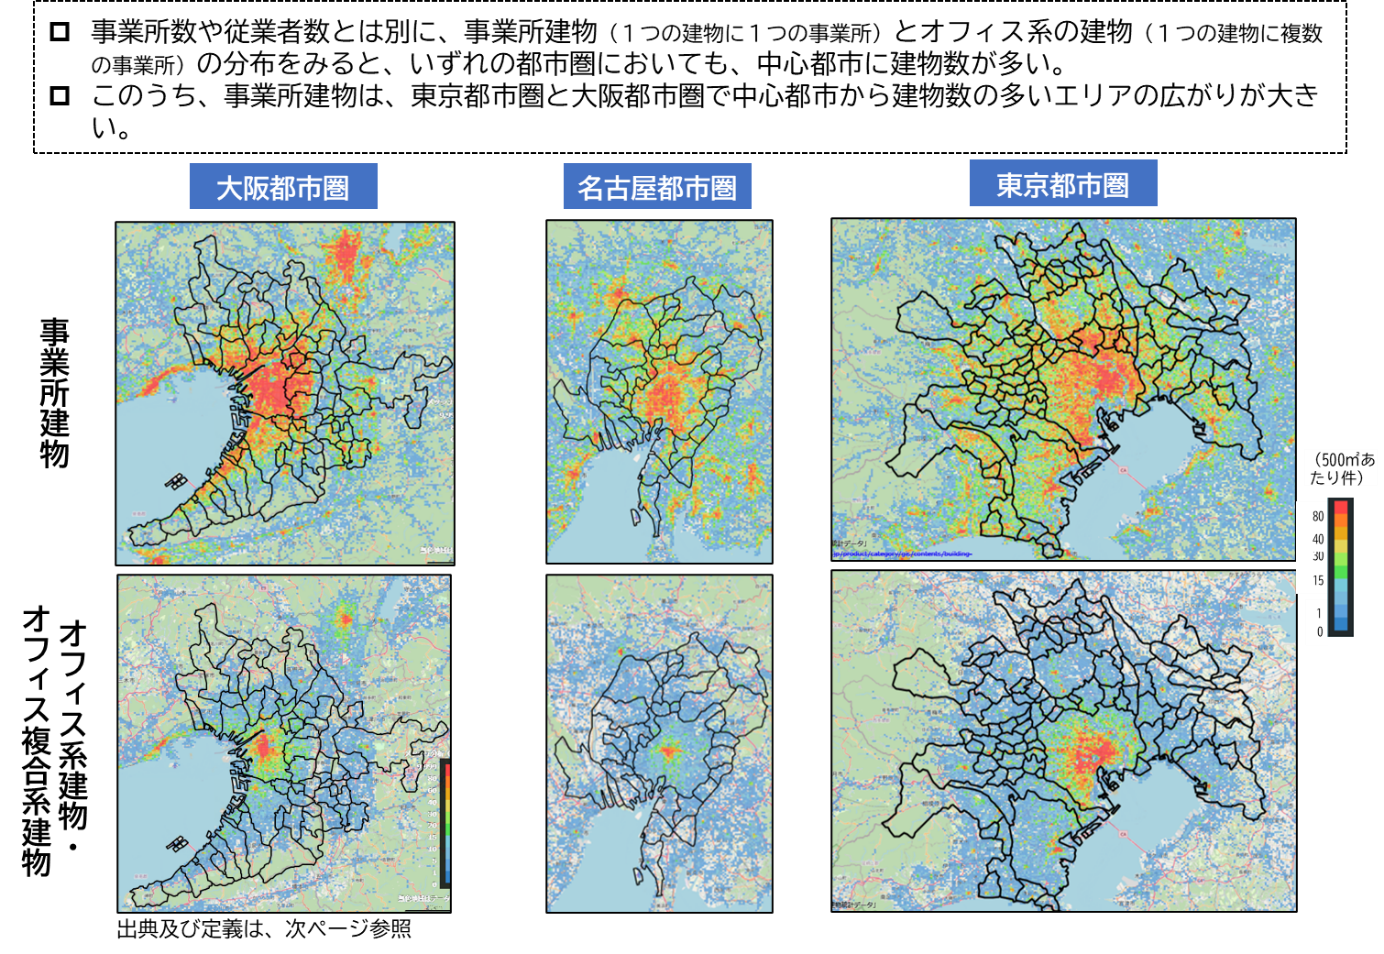 事業所数や従業者数とは別に、事業所建物（１つの建物に１つの事業所）とオフィス系の建物（１つの建物に複数
の事業所）の分布をみると、いずれの都市圏においても、中心都市に建物数が多い。
このうち、事業所建物は、東京都市圏と大阪都市圏で中心都市から建物数の多いエリアの広がりが大き
い。
大阪都市圏
名古屋都市圏
東京都市圏
事業所建物
オフィス系建物・
オフィス複合系建物
（500㎡あ
たり件）
80
40
30
15
1
0
出典及び定義は、次ページ参照